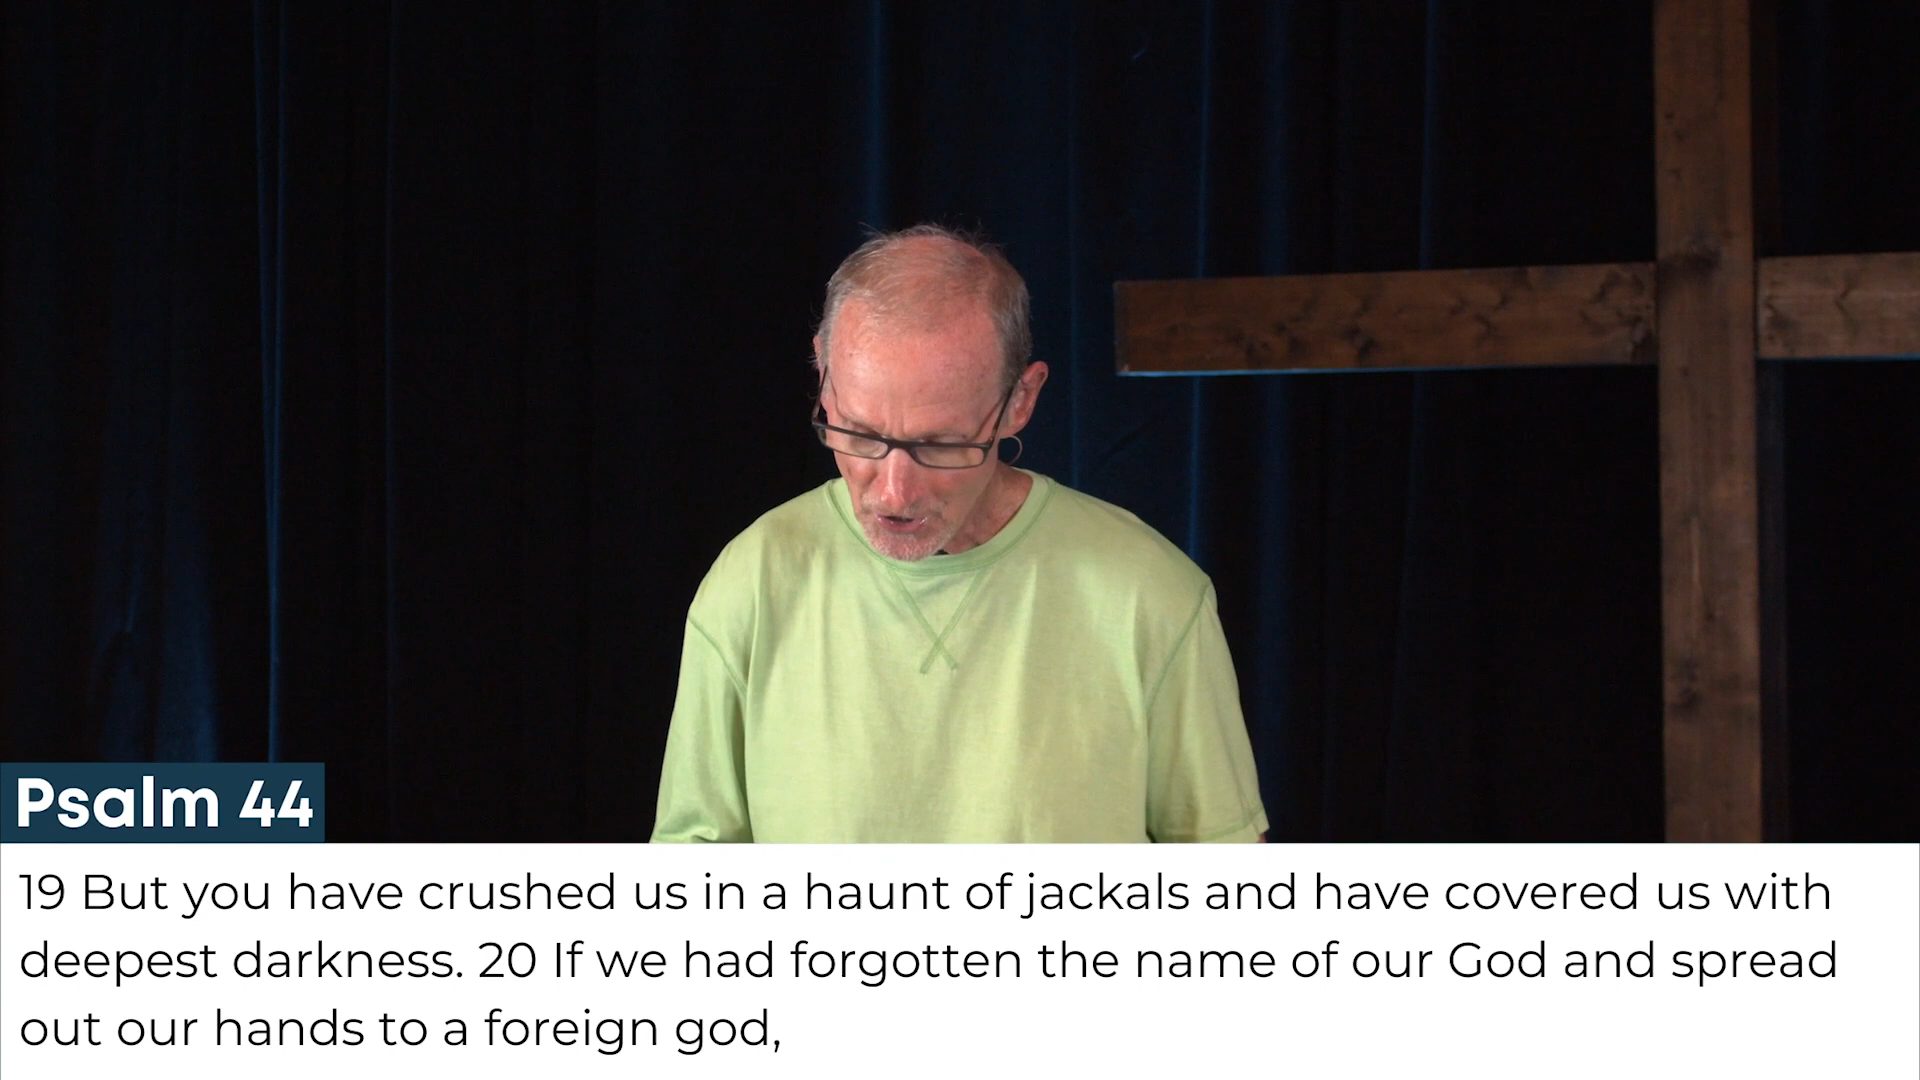 Psalm 44
19 But you have crushed us in a haunt of jackals and have covered us with
deepest darkness. 20 If we had forgotten the name of our God and spread
out our hands to a foreign god,